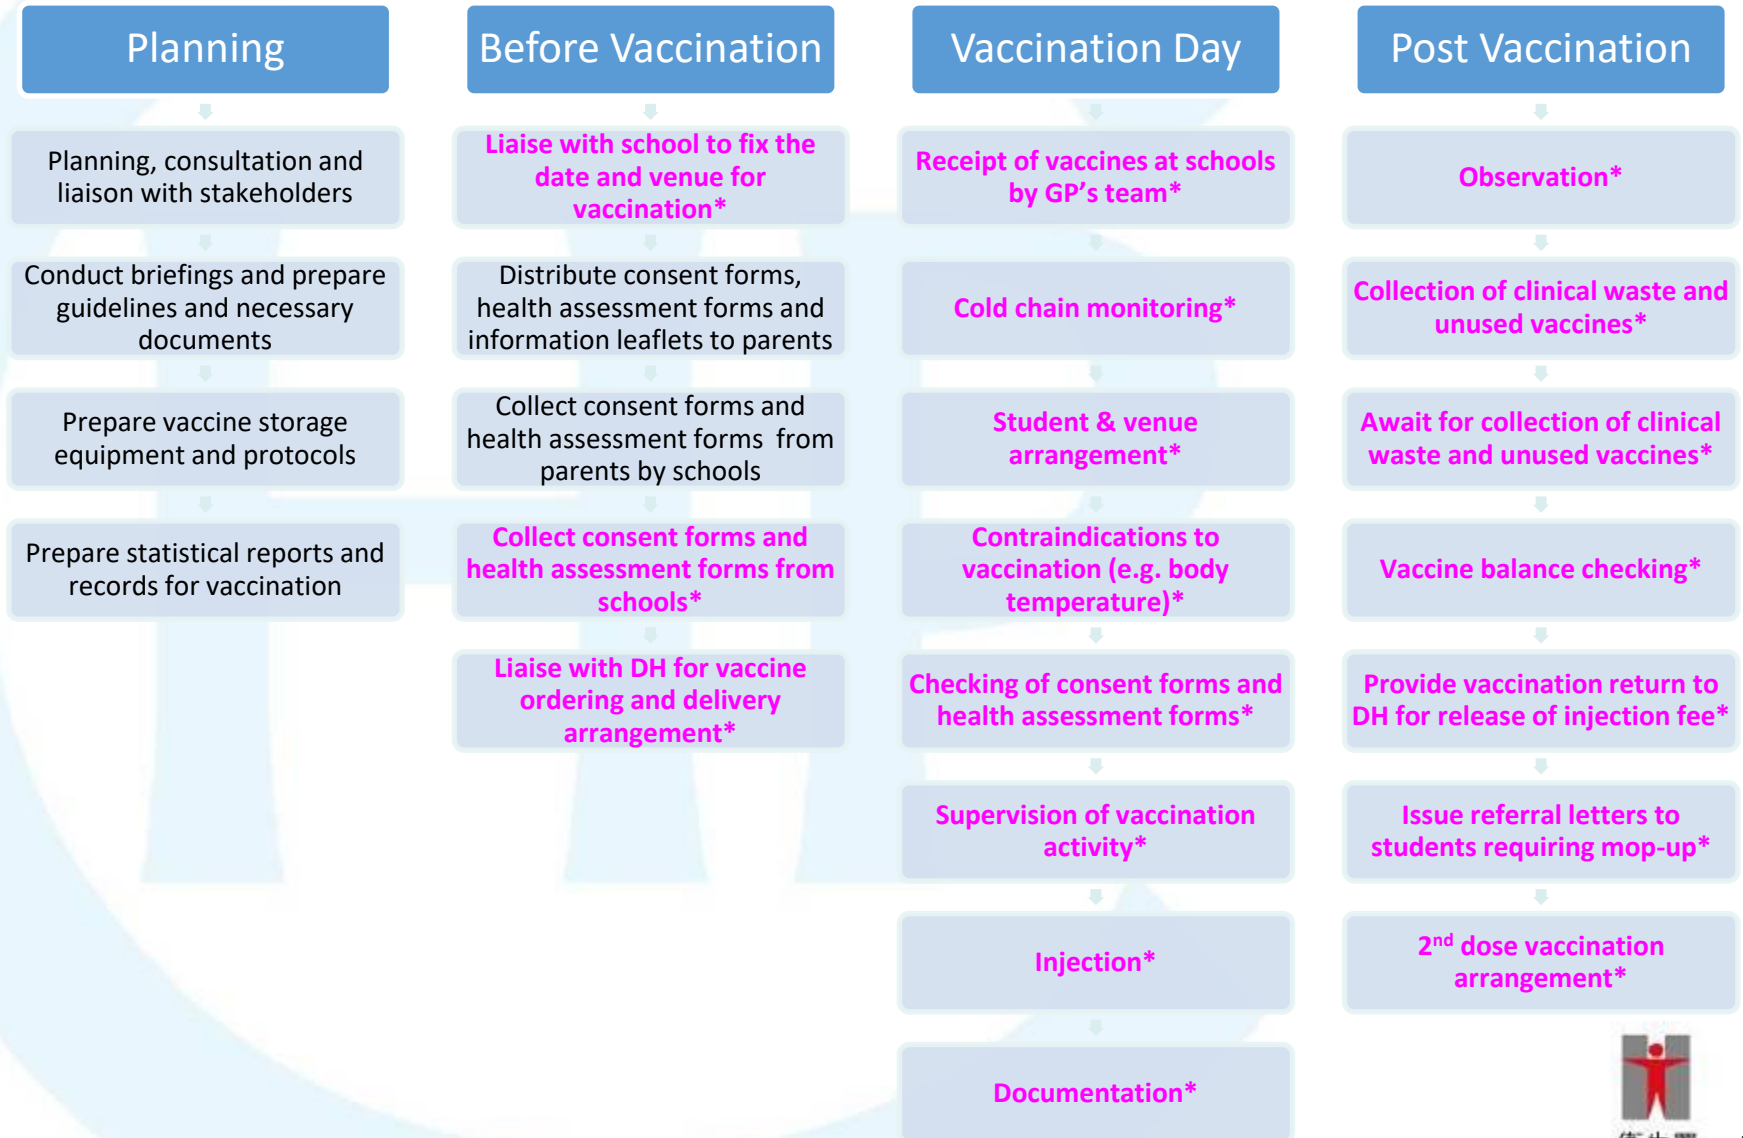 Planning
Planning, consultation and
liaison with stakeholders
Conduct briefings and prepare
guidelines and necessary
documents
Prepare vaccine storage
equipment and protocols
Prepare statistical reports and
records for vaccination
Before Vaccination
Liaise with school to fix the
date and venue for
vaccination*
Distribute consent forms,
health assessment forms and
information leaflets to parents
Collect consent forms and
health assessment forms from
parents by schools
Collect consent forms and
health assessment forms from
schools*
Liaise with DH for vaccine
ordering and delivery
arrangement*
Vaccination Day
Receipt of vaccines at schools
by GP’s team*
Cold chain monitoring*
Student & venue
arrangement*
Contraindications to
vaccination (e.g. body
temperature)*
Checking of consent forms and
health assessment forms*
Supervision of vaccination
activity*
Injection*
Documentation*
Post Vaccination
Observation*
Collection of clinical waste and
unused vaccines*
Await for collection of clinical
waste and unused vaccines*
Vaccine balance checking*
Provide vaccination return to
DH for release of injection fee*
Issue referral letters to
students requiring mop-up*
2nd dose vaccination
arrangement*